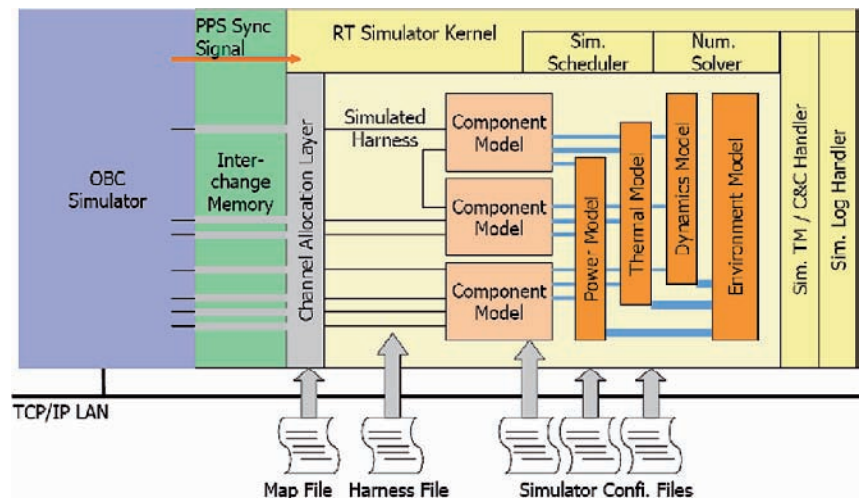 PPS Sync
Signal
RT Simulator Kernel
Sim.
Scheduler
Num.
Solver
OBC
Simulator
Inter-
change
Memory
Channel Allocation Layer
Simulated
Harness
Component
Model
Component
Model
Component
Model
Power Model
Thermal Model
Dynamics Model
Environment Model
Sim. TM / C&C Handler
Sim. Log Handler
TCP/IP LAN
Map File
Harness File
Simulator Confi. Files